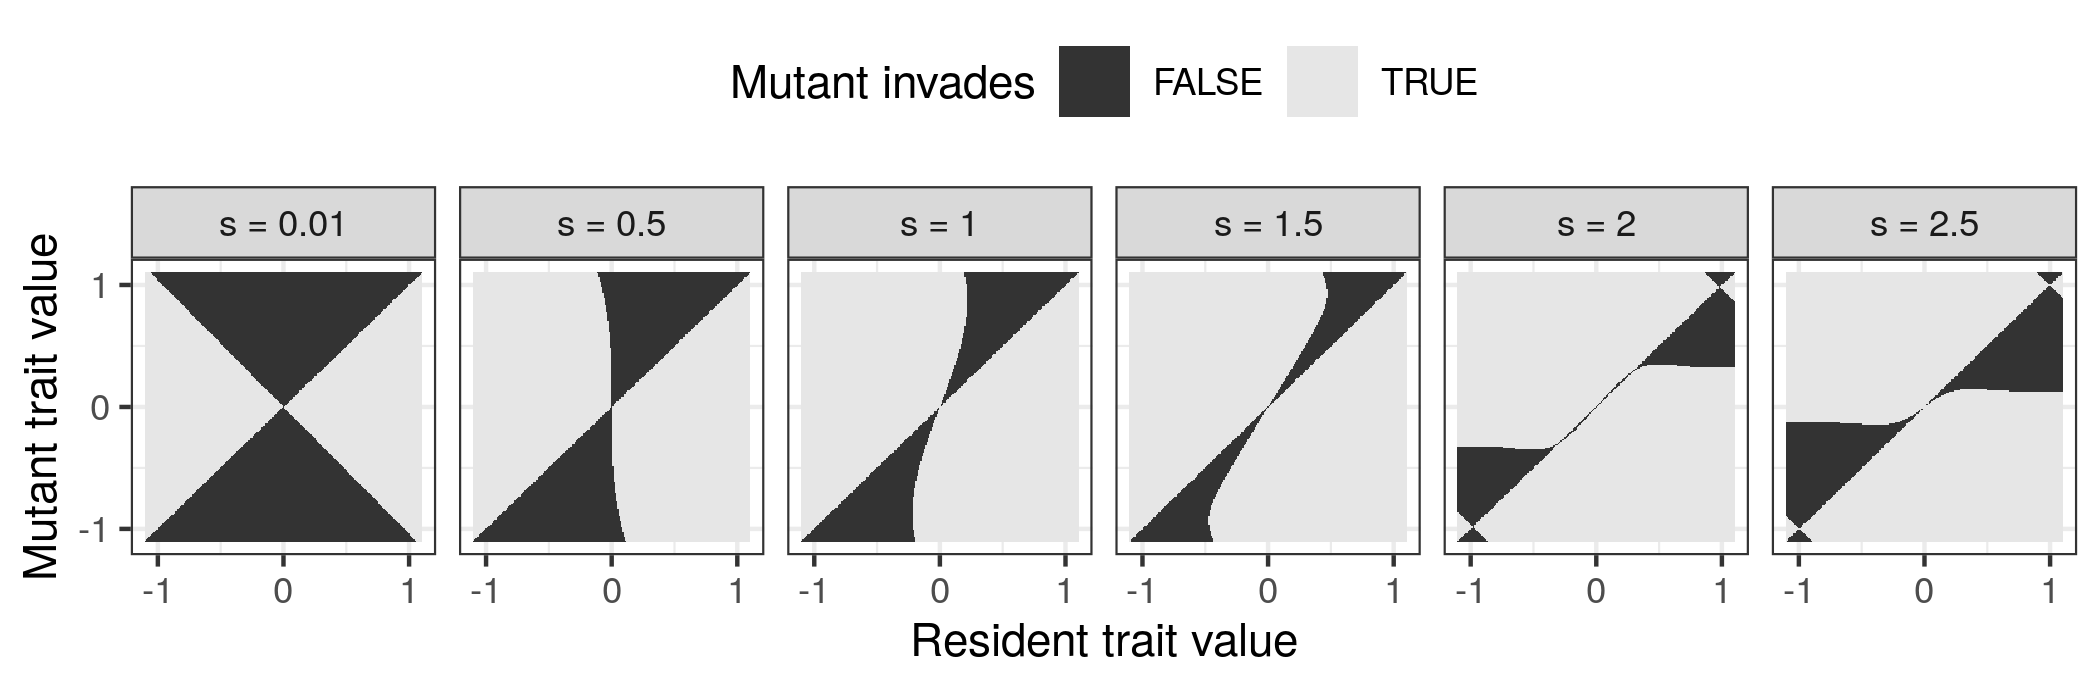 Mutant invades FALSE TRUE
s = 0.01 s = 0.5 s = 1 s = 1.5 s = 2 s = 2.5
Mutant trait value
1
0
-1
-1 0 1 -1 0 1 -1 0 1 -1 0 1 -1 0 1 -1 0 1
Resident trait value